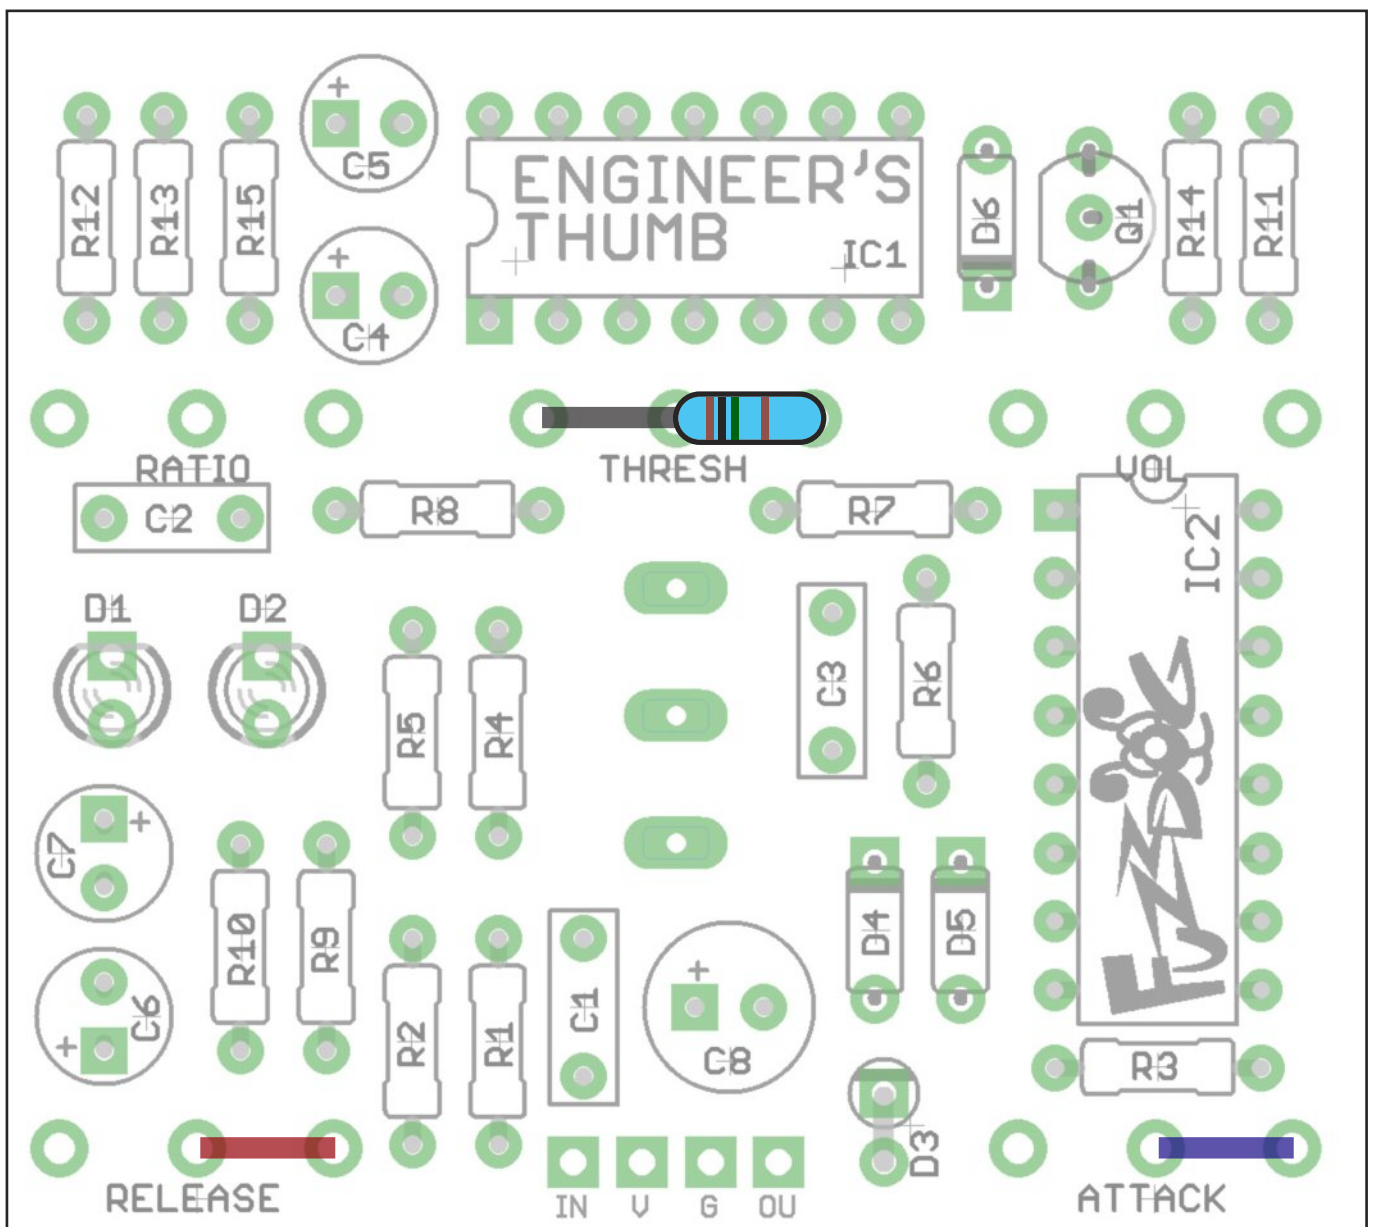 C5
ENGINEER'S
THUMB
IC1
R12
R13
R15
C4
D6
Q1
R14
R11
RATIO
THRESH
VOL
C2
R8
R7
IC2
D1
D2
R5
R4
C3
R6
FuzzDog
C7
R10
R9
D4
D5
C6
R2
R1
C1
C8
R3
D3
RELEASE
IN V G OU
ATTACK